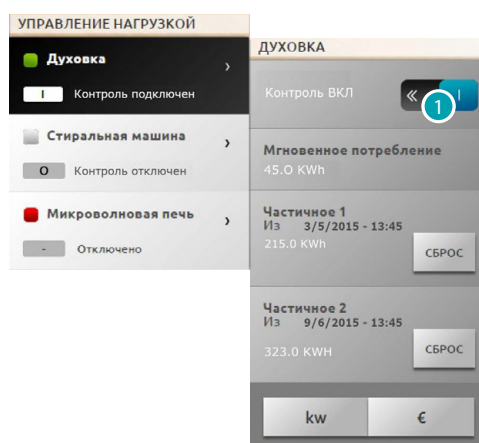 УПРАВЛЕНИЕ НАГРУЗКОЙ
Духовка
I Контроль подключен
Стиральная машина
O Контроль отключен
Микроволновая печь
- Отключено
ДУХОВКА
Контроль ВКЛ « 1 I
Мгновенное потребление
45.O KWh
Частичное 1
Из 3/5/2015 - 13:45
215.0 KWh
СБРОС
Частичное 2
Из 9/6/2015 - 13:45
323.0 KWH
СБРОС
kw €